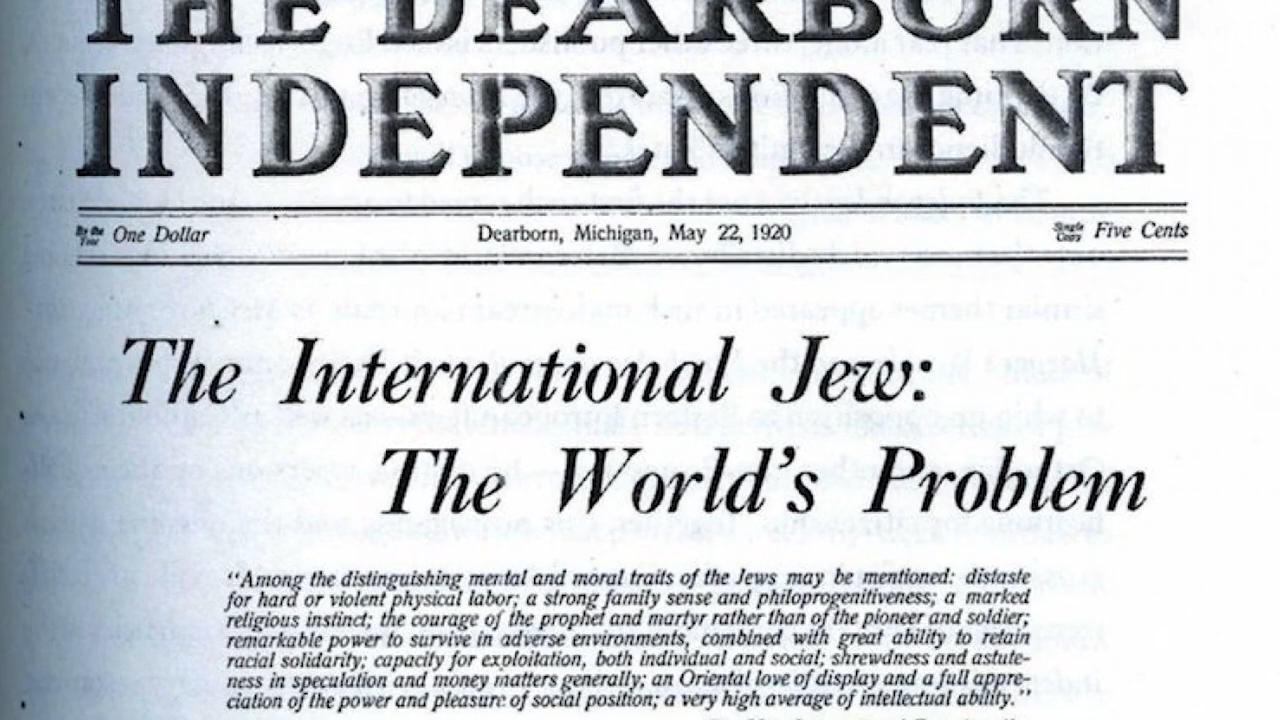 THE DEARBORN
INDEPENDENT
By the Year One Dollar
Dearborn, Michigan, May 22, 1920
Single Copy Five Cents
The International Jew:
The World's Problem
"Among the distinguishing mental and moral traits of the Jews may be mentioned: distaste
for hard or violent physical labor; a strong family sense and philoprogenitiveness; a marked
religious instinct; the courage of the prophet and martyr rather than of the pioneer and soldier;
remarkable power to survive in adverse environments, combined with great ability to retain
racial solidarity; capacity for exploitation, both individual and social; shrewdness and astute-
ness in speculation and money matters generally; an Oriental love of display and a full appre-
ciation of the power and pleasure of social position; a very high average of intellectual ability."